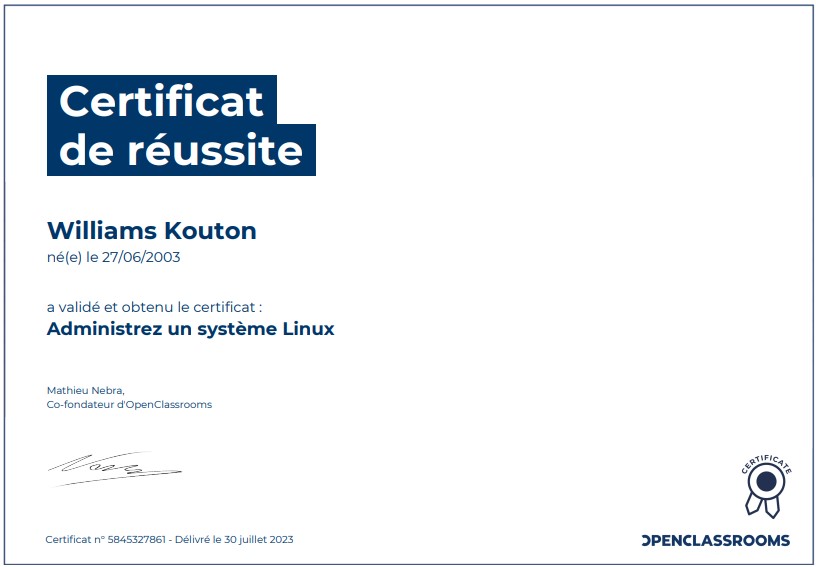 Certificat
de réussite
Williams Kouton
né(e) le 27/06/2003
a validé et obtenu le certificat :
Administrez un système Linux
Mathieu Nebra,
Co-fondateur d'OpenClassrooms
CERTIFICATE
Certificat n° 5845327861 - Délivré le 30 juillet 2023
OPENCLASSROOMS